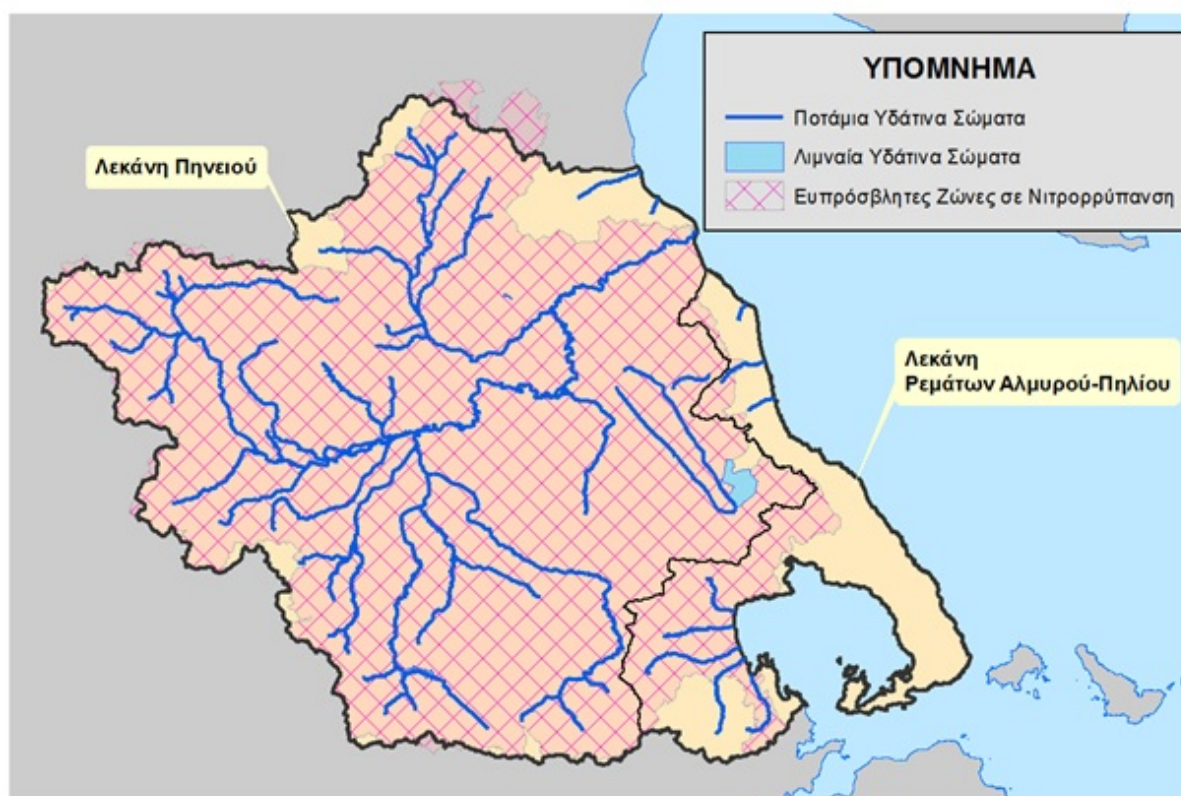 ΥΠΟΜΝΗΜΑ
Ποτάμια Υδάτινα Σώματα
Λιμναία Υδάτινα Σώματα
Ευπρόσβλητες Ζώνες σε Νιτρορρύπανση
Λεκάνη Πηνειού
Λεκάνη
Ρεμάτων Αλμυρού-Πηλίου